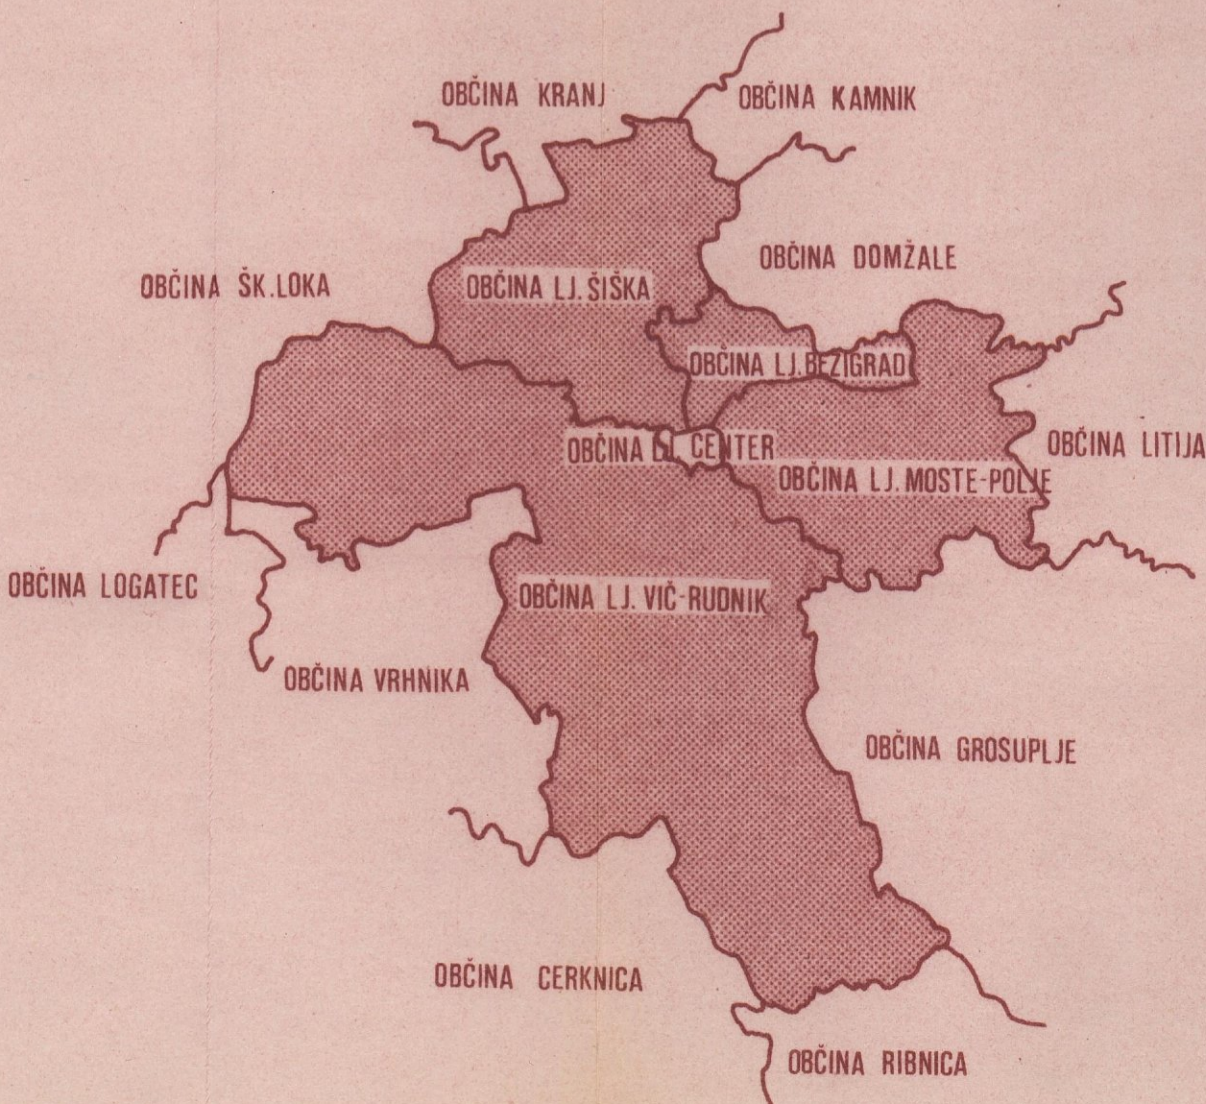 OBČINA KRANJ
OBČINA KAMNIK
OBČINA DOMŽALE
OBČINA ŠK.LOKA
OBČINA LJ. ŠIŠKA
OBČINA LJ. BEŽIGRAD
OBČINA LJ. CENTER
OBČINA LITIJA
OBČINA LJ. MOSTE-POLJE
OBČINA LOGATEC
OBČINA LJ. VIČ-RUDNIK
OBČINA VRHNIKA
OBČINA GROSUPLJE
OBČINA CERKNICA
OBČINA RIBNICA